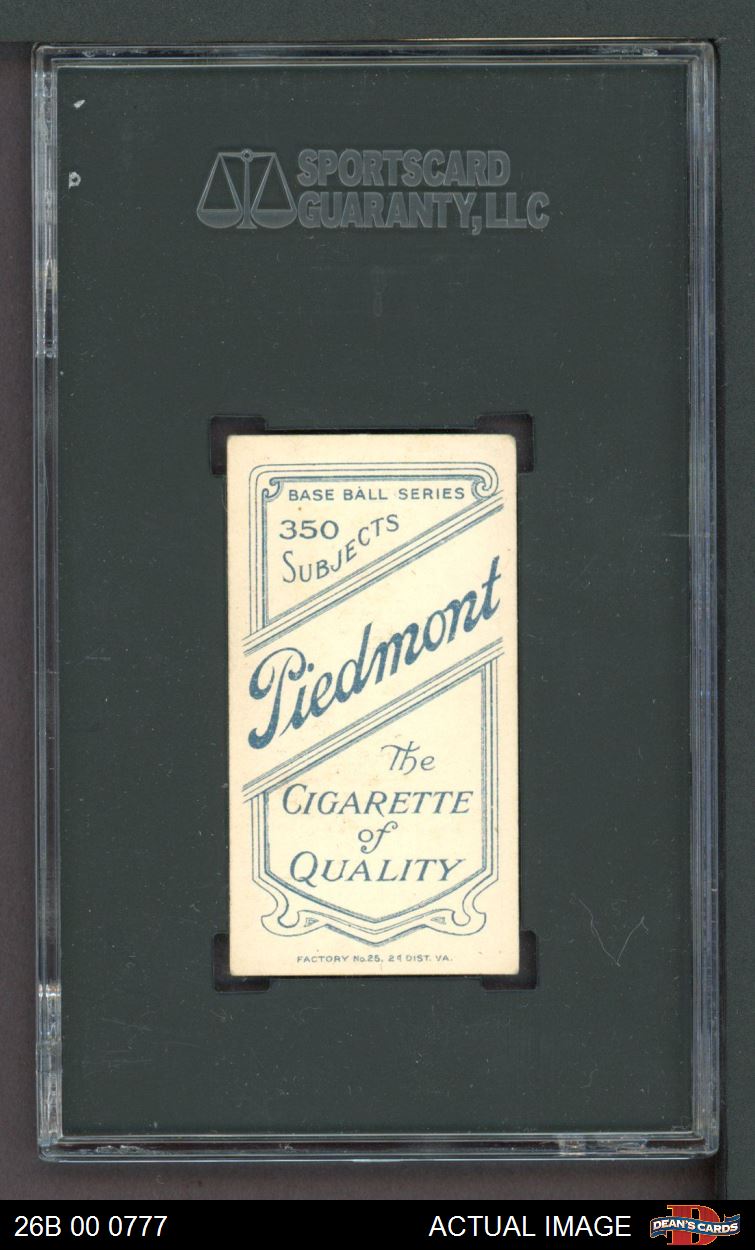 SPORTSCARD
GUARANTY, LLC
BASE BALL SERIES
350
SUBJECTS
Piedmont
The
CIGARETTE
of
QUALITY
FACTORY No. 25, 2d DIST. VA.
26B 00 0777
ACTUAL IMAGE
DEAN'S CARDS